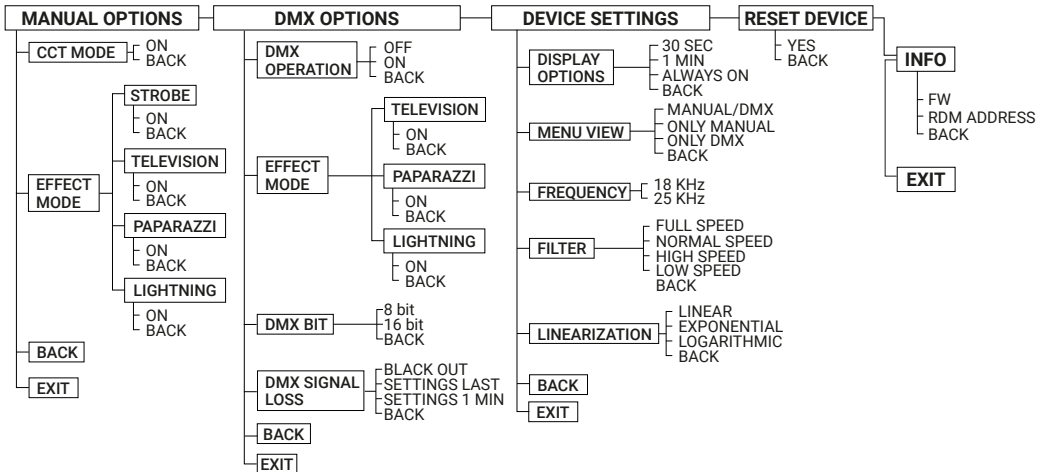 MANUAL OPTIONS
CCT MODE
ON
BACK
EFFECT
MODE
STROBE
ON
BACK
TELEVISION
ON
BACK
PAPARAZZI
ON
BACK
LIGHTNING
ON
BACK
BACK
EXIT
DMX OPTIONS
DMX
OPERATION
OFF
ON
BACK
EFFECT
MODE
TELEVISION
ON
BACK
PAPARAZZI
ON
BACK
LIGHTNING
ON
BACK
DMX BIT
8 bit
16 bit
BACK
DMX SIGNAL
LOSS
BLACK OUT
SETTINGS LAST
SETTINGS 1 MIN
BACK
BACK
EXIT
DEVICE SETTINGS
DISPLAY
OPTIONS
30 SEC
1 MIN
ALWAYS ON
BACK
MENU VIEW
MANUAL/DMX
ONLY MANUAL
ONLY DMX
BACK
FREQUENCY
18 KHz
25 KHz
FILTER
FULL SPEED
NORMAL SPEED
HIGH SPEED
LOW SPEED
BACK
LINEARIZATION
LINEAR
EXPONENTIAL
LOGARITHMIC
BACK
BACK
EXIT
RESET DEVICE
YES
BACK
INFO
FW
RDM ADDRESS
BACK
EXIT